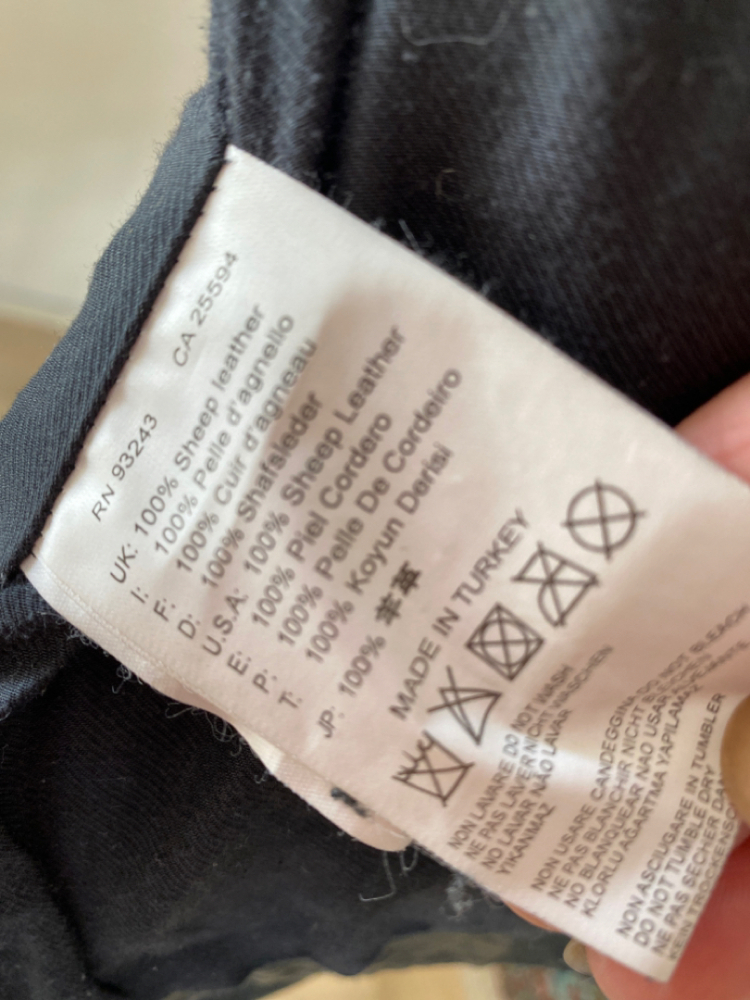 RN 93243 CA 25594
UK: 100% Sheep leather
I: 100% Pelle d'agnello
F: 100% Cuir d'agneau
D: 100% Shafsleder
U.S.A: 100% Sheep Leather
E: 100% Piel Cordero
P: 100% Pelle De Cordeiro
T: 100% Koyun Derisi
JP: 100% 羊革
MADE IN TURKEY
NON LAVARE DO NOT WASH
NE PAS LAVER NICHT WASCHEN
NO LAVAR NÃO LAVAR
YIKANMAZ
NON USARE CANDEGGINA DO NOT BLEACH
NE PAS BLANCHIR NICHT
NO BLANQUEAR NAO USAR
KLORLU AĞARTMA YAPILAMAZ
NON ASCIUGARE IN TUMBLER
DO NOT TUMBLE DRY
NE PAS SECHER
KEIN